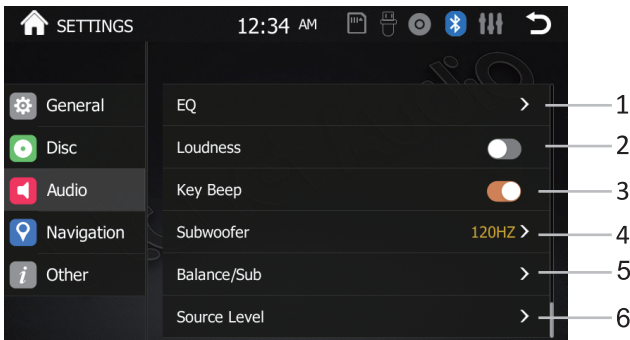 SETTINGS 12:34 AM
General
Disc
Audio
Navigation
Other
EQ 1
Loudness 2
Key Beep 3
Subwoofer 120HZ 4
Balance/Sub 5
Source Level 6